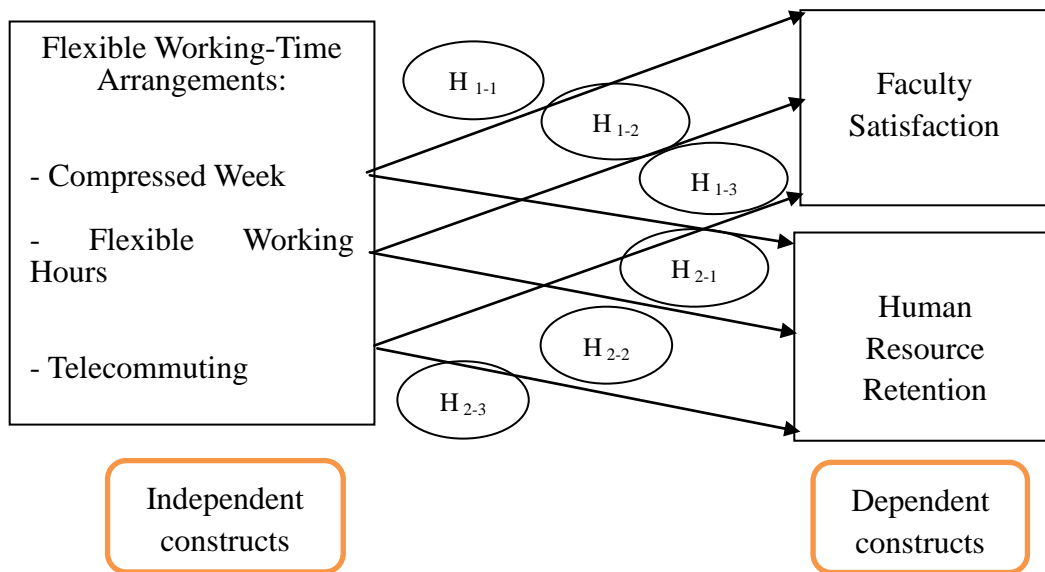 Flexible Working-Time
Arrangements:
- Compressed Week
- Flexible Working
Hours
- Telecommuting
H 1-1
H 1-2
H 1-3
H 2-1
H 2-2
H 2-3
Faculty
Satisfaction
Human
Resource
Retention
Independent
constructs
Dependent
constructs